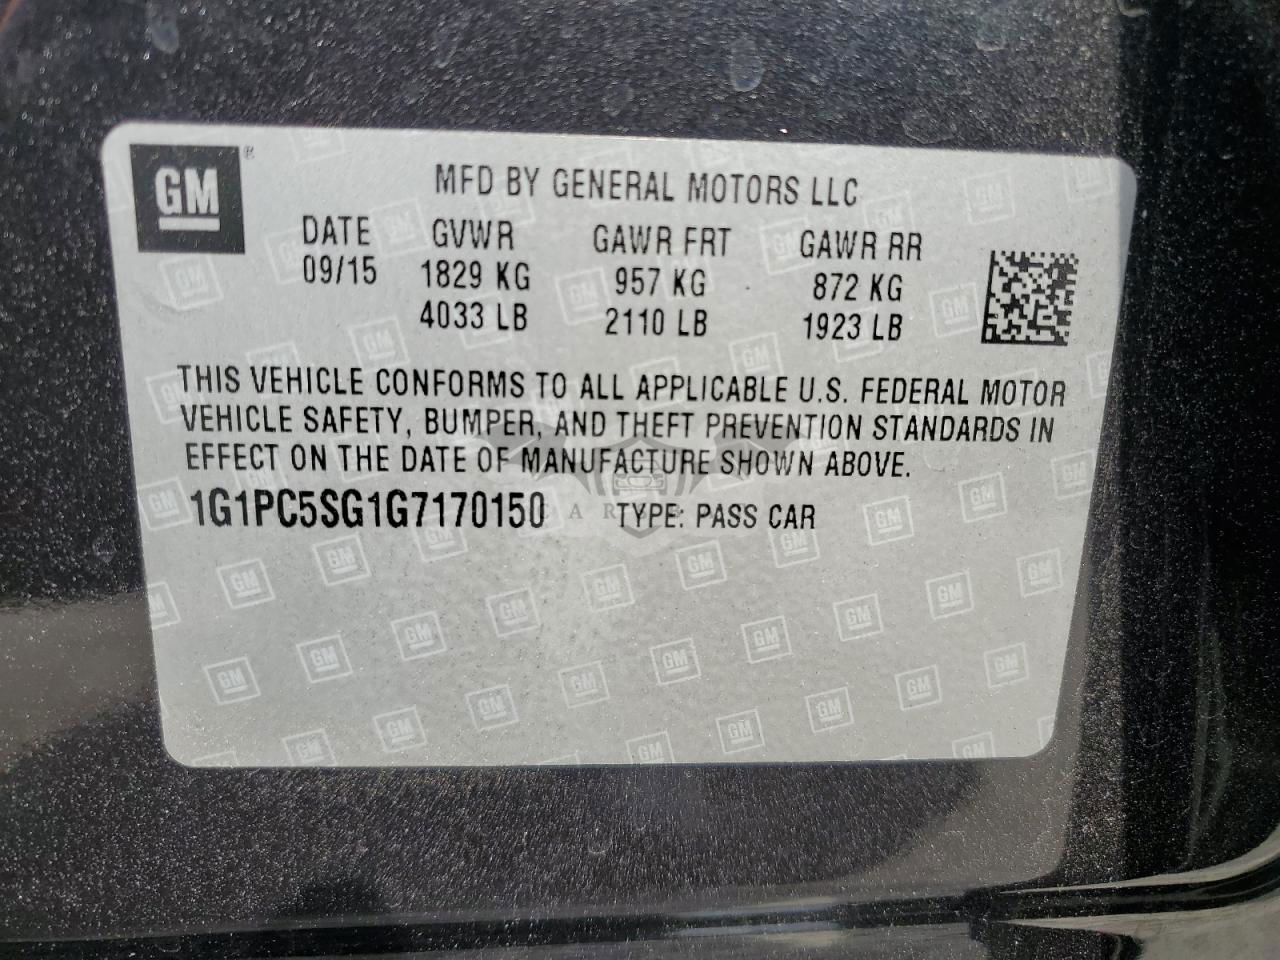 GM ®
MFD BY GENERAL MOTORS LLC
DATE GVWR GAWR FRT GAWR RR
09/15 1829 KG 957 KG 872 KG
4033 LB 2110 LB 1923 LB
THIS VEHICLE CONFORMS TO ALL APPLICABLE U.S. FEDERAL MOTOR
VEHICLE SAFETY, BUMPER, AND THEFT PREVENTION STANDARDS IN
EFFECT ON THE DATE OF MANUFACTURE SHOWN ABOVE.
1G1PC5SG1G7170150 TYPE: PASS CAR